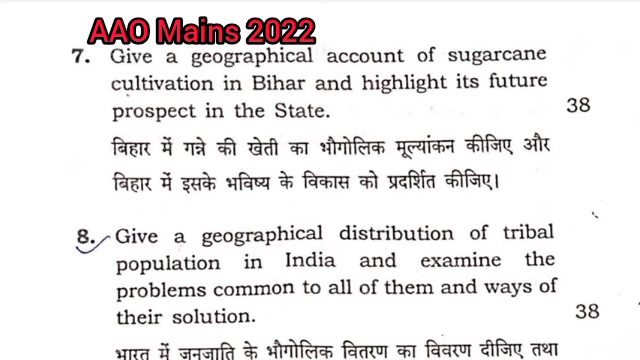 AAO Mains 2022
7. Give a geographical account of sugarcane
cultivation in Bihar and highlight its future
prospect in the State. 38
बिहार में गन्ने की खेती का भौगोलिक मूल्यांकन कीजिए और
बिहार में इसके भविष्य के विकास को प्रदर्शित कीजिए।
8. Give a geographical distribution of tribal
population in India and examine the
problems common to all of them and ways of
their solution. 38
भारत में जनजाति के भौगोलिक वितरण का विवरण दीजिए तथा